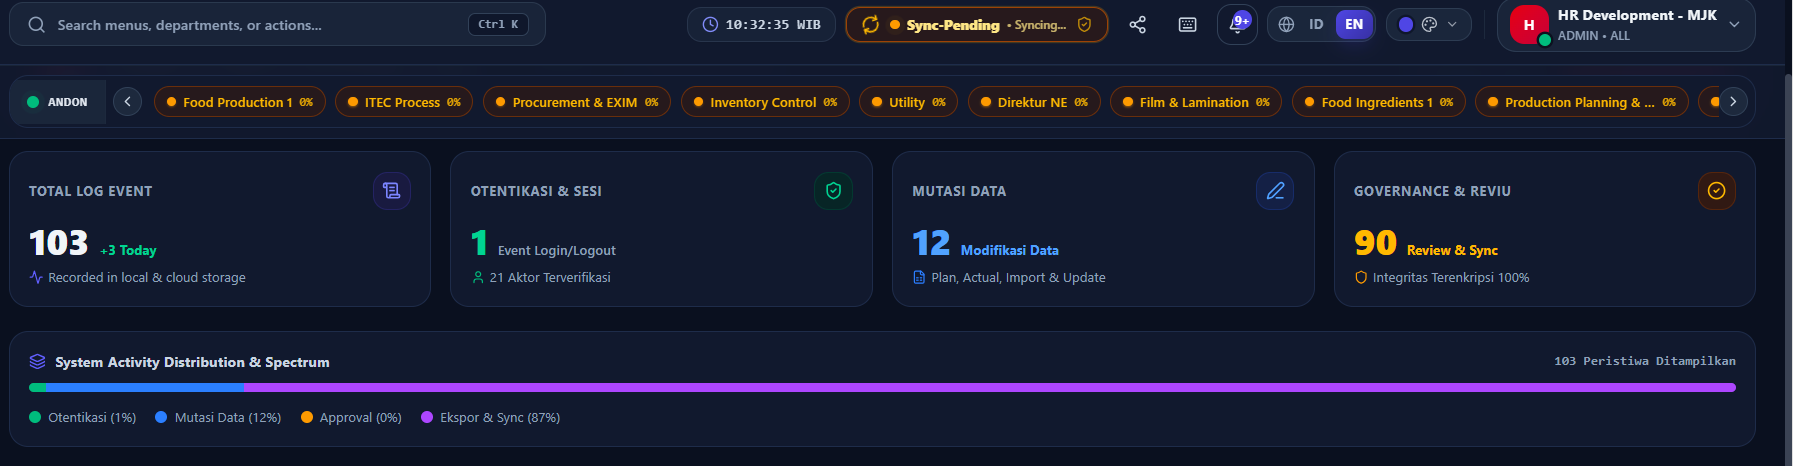 Search menus, departments, or actions...
Ctrl K
10:32:35 WIB
Sync-Pending • Syncing...
9+
ID
EN
H
HR Development - MJK
ADMIN • ALL
ANDON
Food Production 1 0%
ITEC Process 0%
Procurement & EXIM 0%
Inventory Control 0%
Utility 0%
Direktur NE 0%
Film & Lamination 0%
Food Ingredients 1 0%
Production Planning & ... 0%
TOTAL LOG EVENT
103 +3 Today
Recorded in local & cloud storage
OTENTIKASI & SESI
1 Event Login/Logout
21 Aktor Terverifikasi
MUTASI DATA
12 Modifikasi Data
Plan, Actual, Import & Update
GOVERNANCE & REVIU
90 Review & Sync
Integritas Terenkripsi 100%
System Activity Distribution & Spectrum
103 Peristiwa Ditampilkan
Otentikasi (1%)
Mutasi Data (12%)
Approval (0%)
Ekspor & Sync (87%)